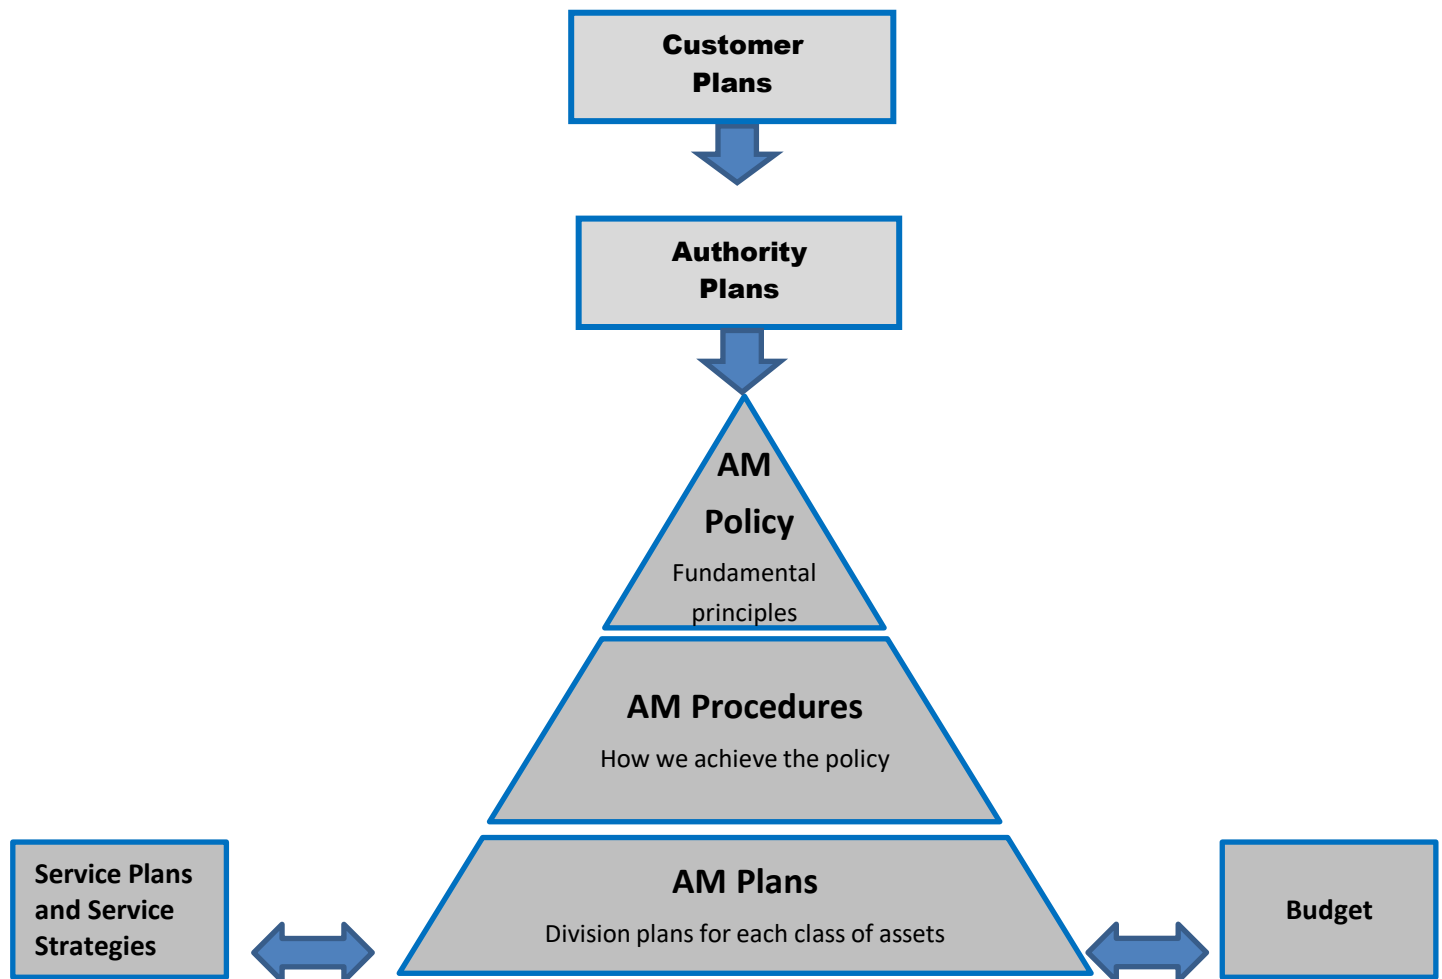 Customer
Plans
Authority
Plans
AM
Policy
Fundamental
principles
AM Procedures
How we achieve the policy
Service Plans
and Service
Strategies
AM Plans
Division plans for each class of assets
Budget